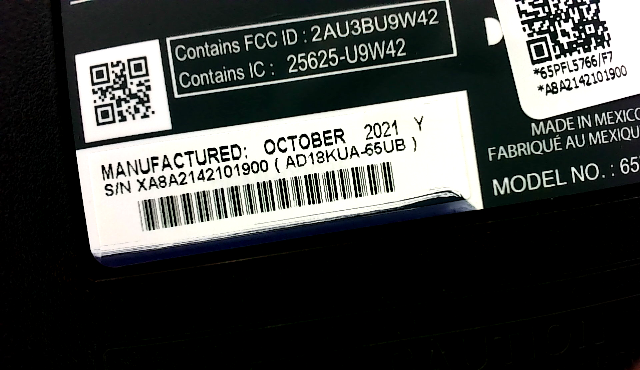 Contains FCC ID : 2AU3BU9W42
Contains IC : 25625-U9W42
*65PFL5766/F7
*A8A2142101900
MANUFACTURED: OCTOBER 2021 Y
S/N XA8A2142101900 ( AD18KUA-65UB )
MADE IN MEXICO
FABRIQUÉ AU MEXIQUE
MODEL NO. : 65